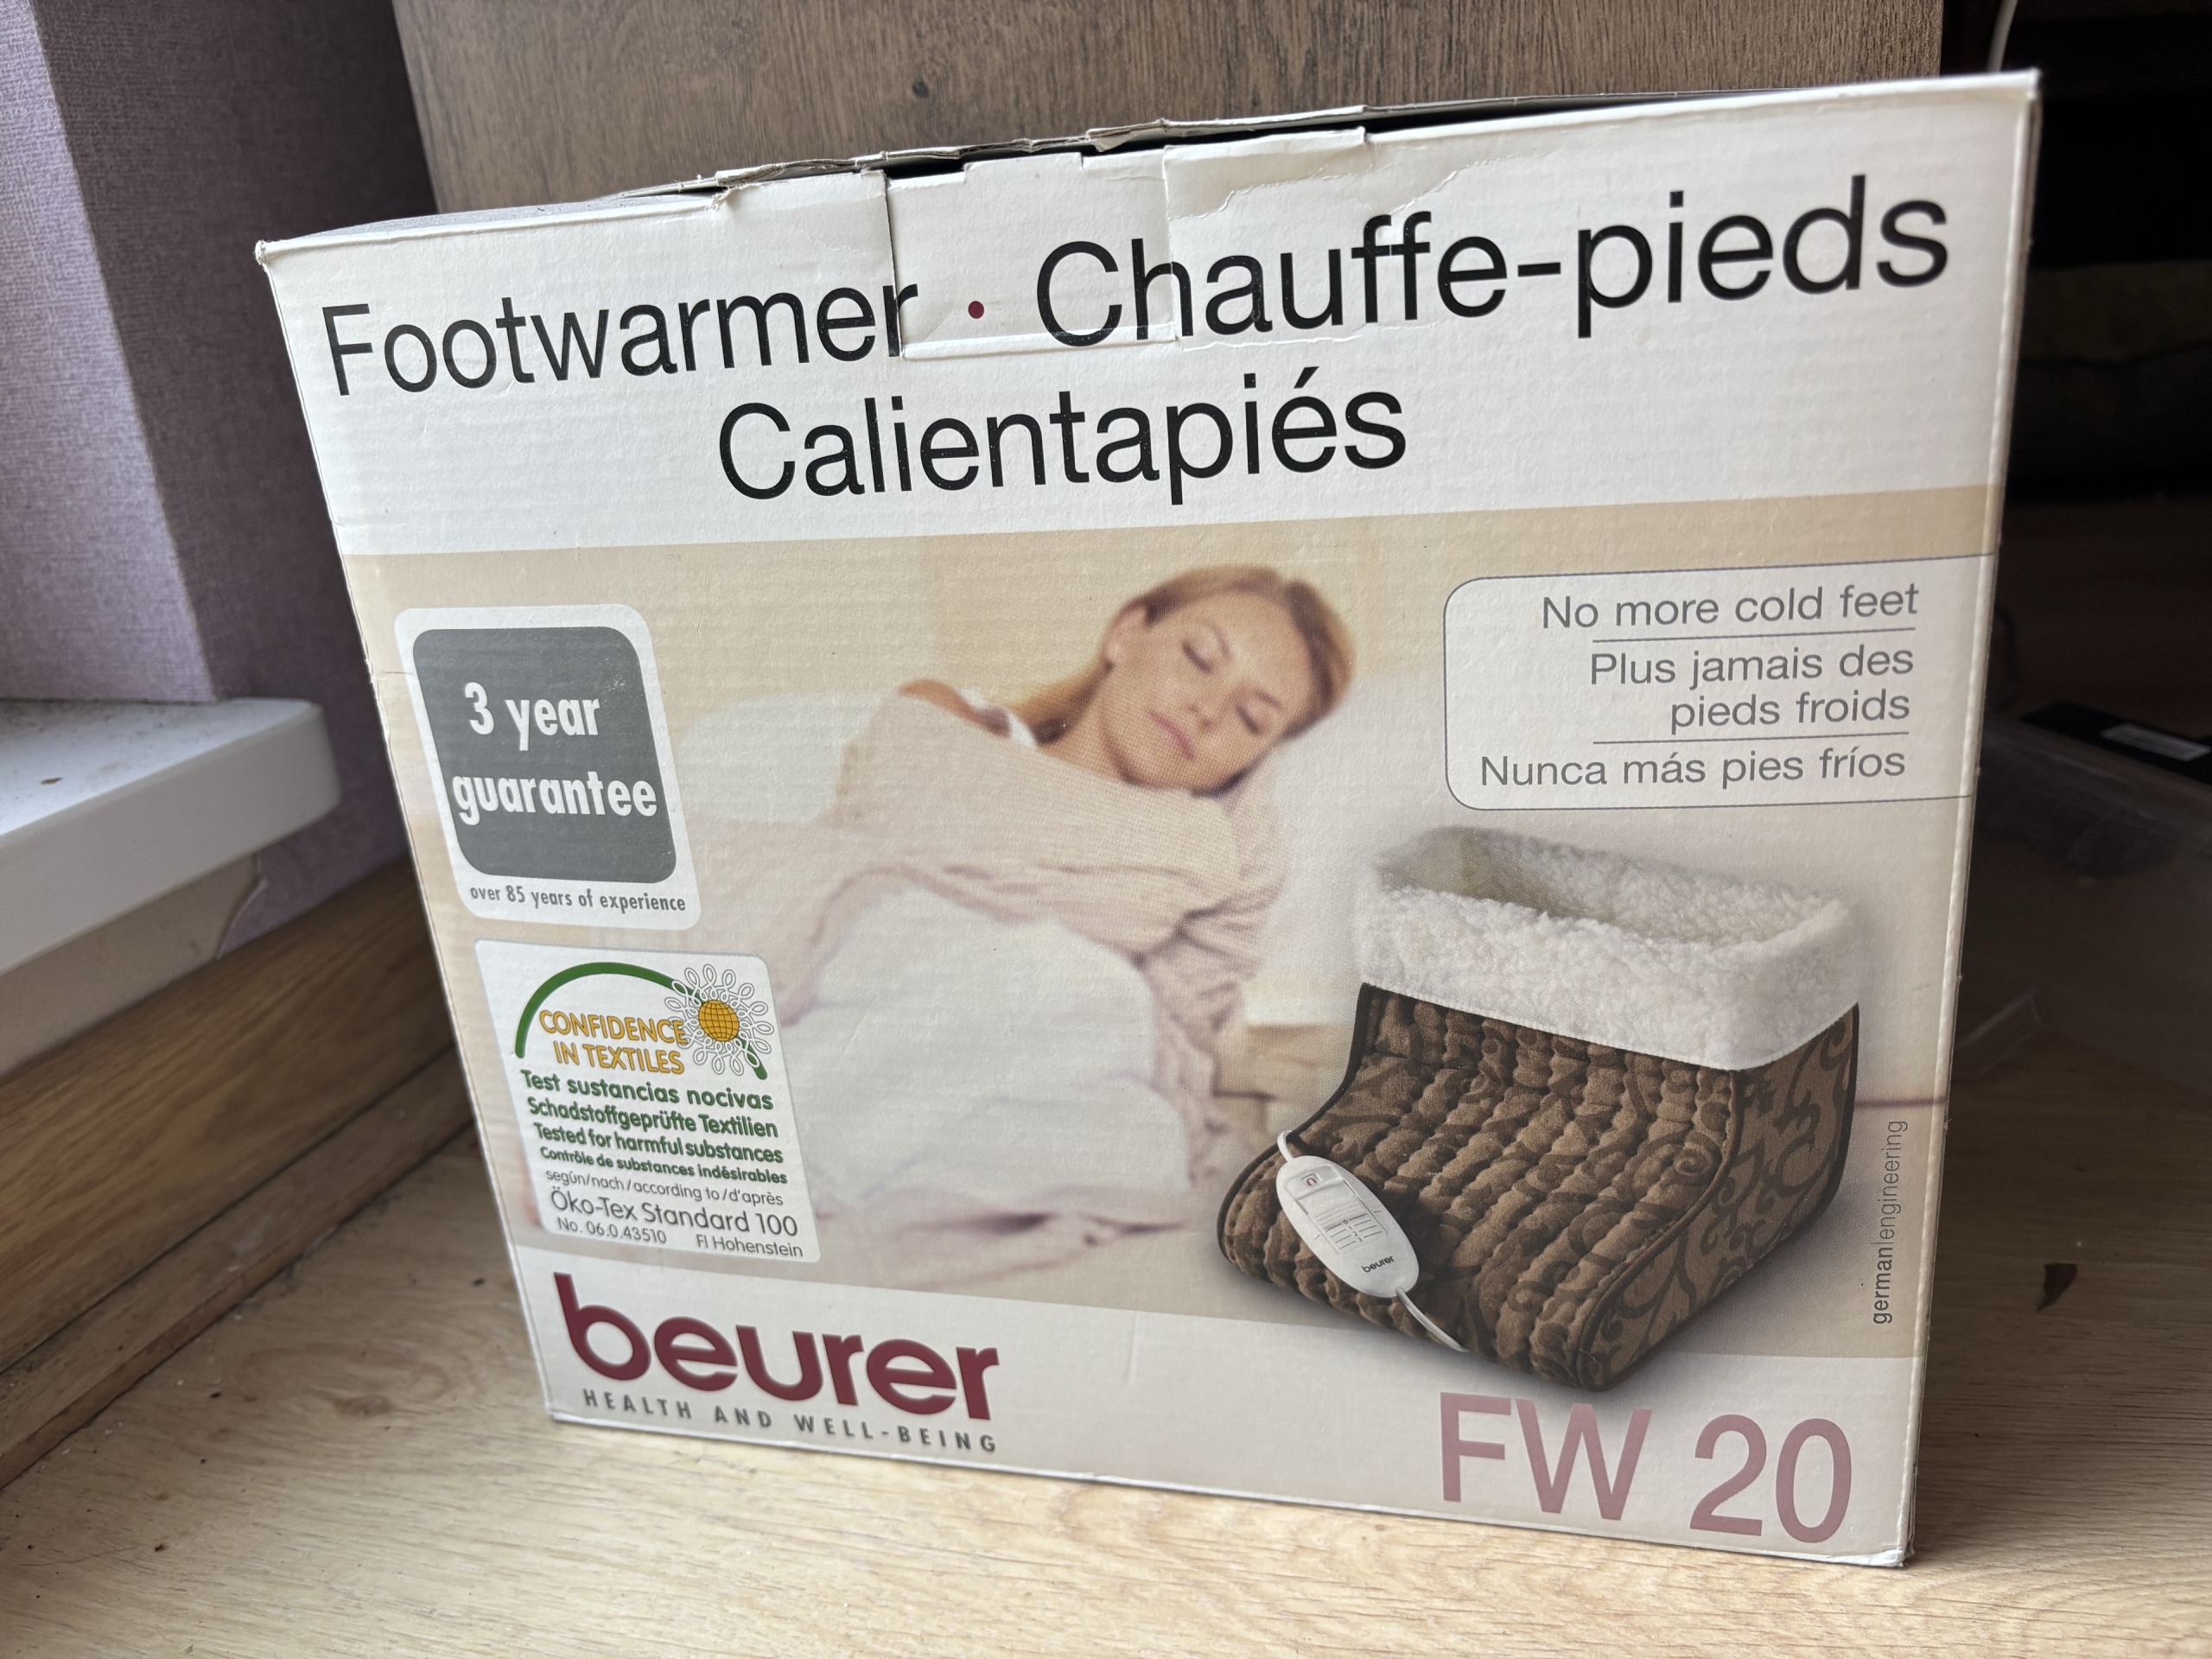 Footwarmer • Chauffe-pieds
Calientapiés
No more cold feet
Plus jamais des
pieds froids
Nunca más pies fríos
3 year
guarantee
over 85 years of experience
CONFIDENCE
IN TEXTILES
Test sustancias nocivas
Schadstoffgeprüfte Textilien
Tested for harmful substances
Contrôle de substances indésirables
según/nach/according to/d'après
Öko-Tex Standard 100
No. 06.0.43510 FI Hohenstein
beurer
german|engineering
beurer
HEALTH AND WELL-BEING
FW 20